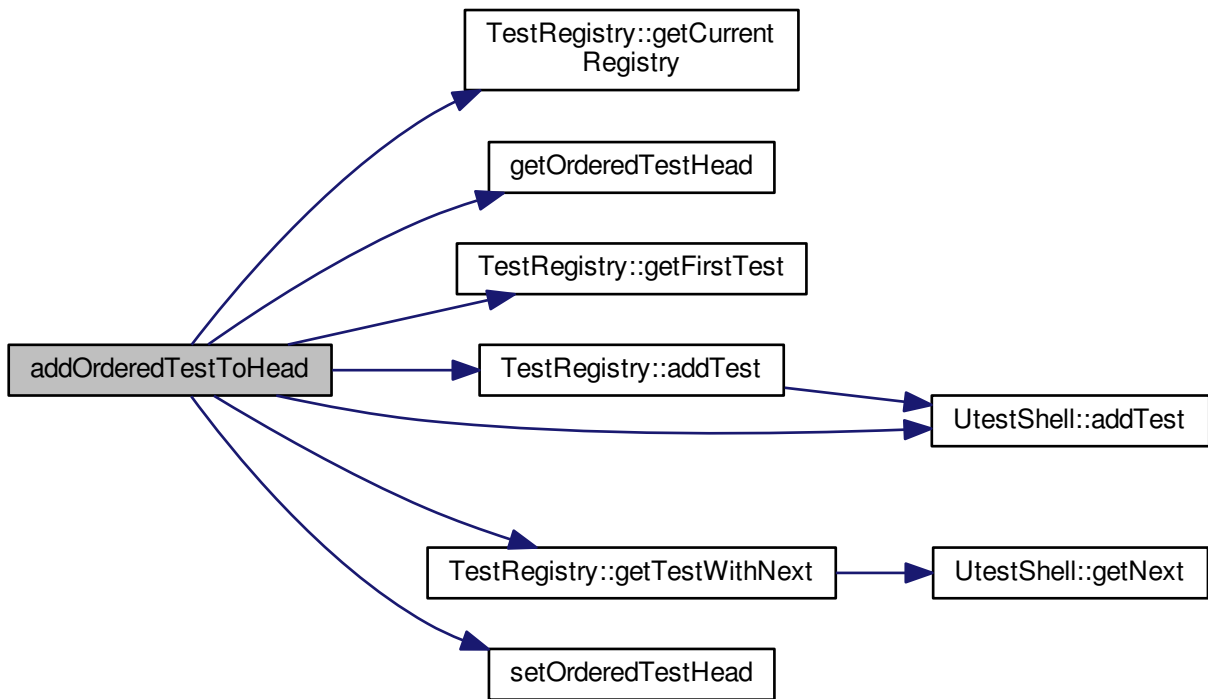 TestRegistry::getCurrent
Registry
getOrderedTestHead
TestRegistry::getFirstTest
addOrderedTestToHead
TestRegistry::addTest
UtestShell::addTest
TestRegistry::getTestWithNext
UtestShell::getNext
setOrderedTestHead